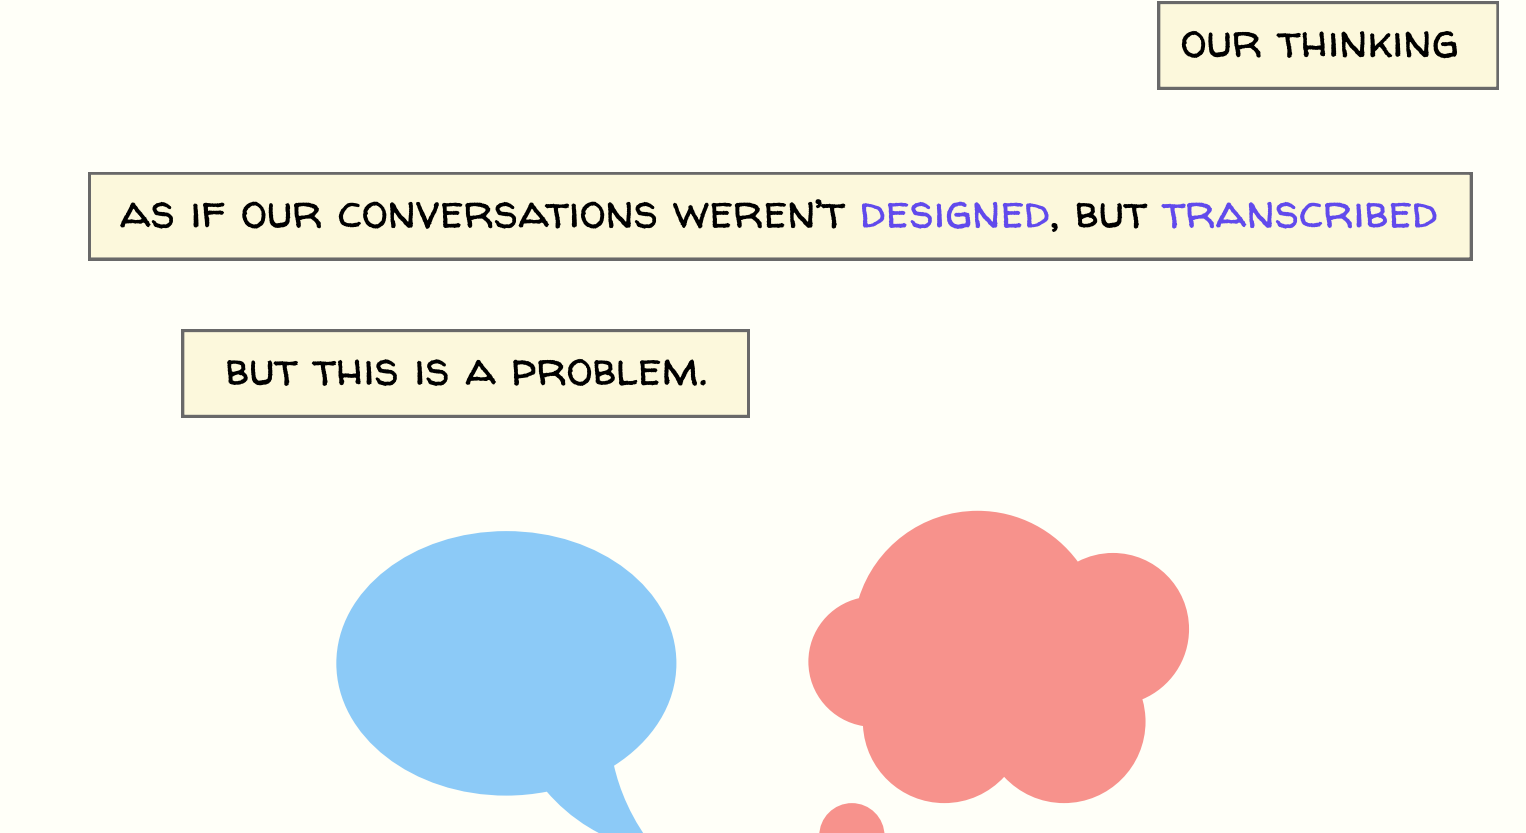 OUR THINKING
AS IF OUR CONVERSATIONS WEREN'T DESIGNED, BUT TRANSCRIBED
BUT THIS IS A PROBLEM.